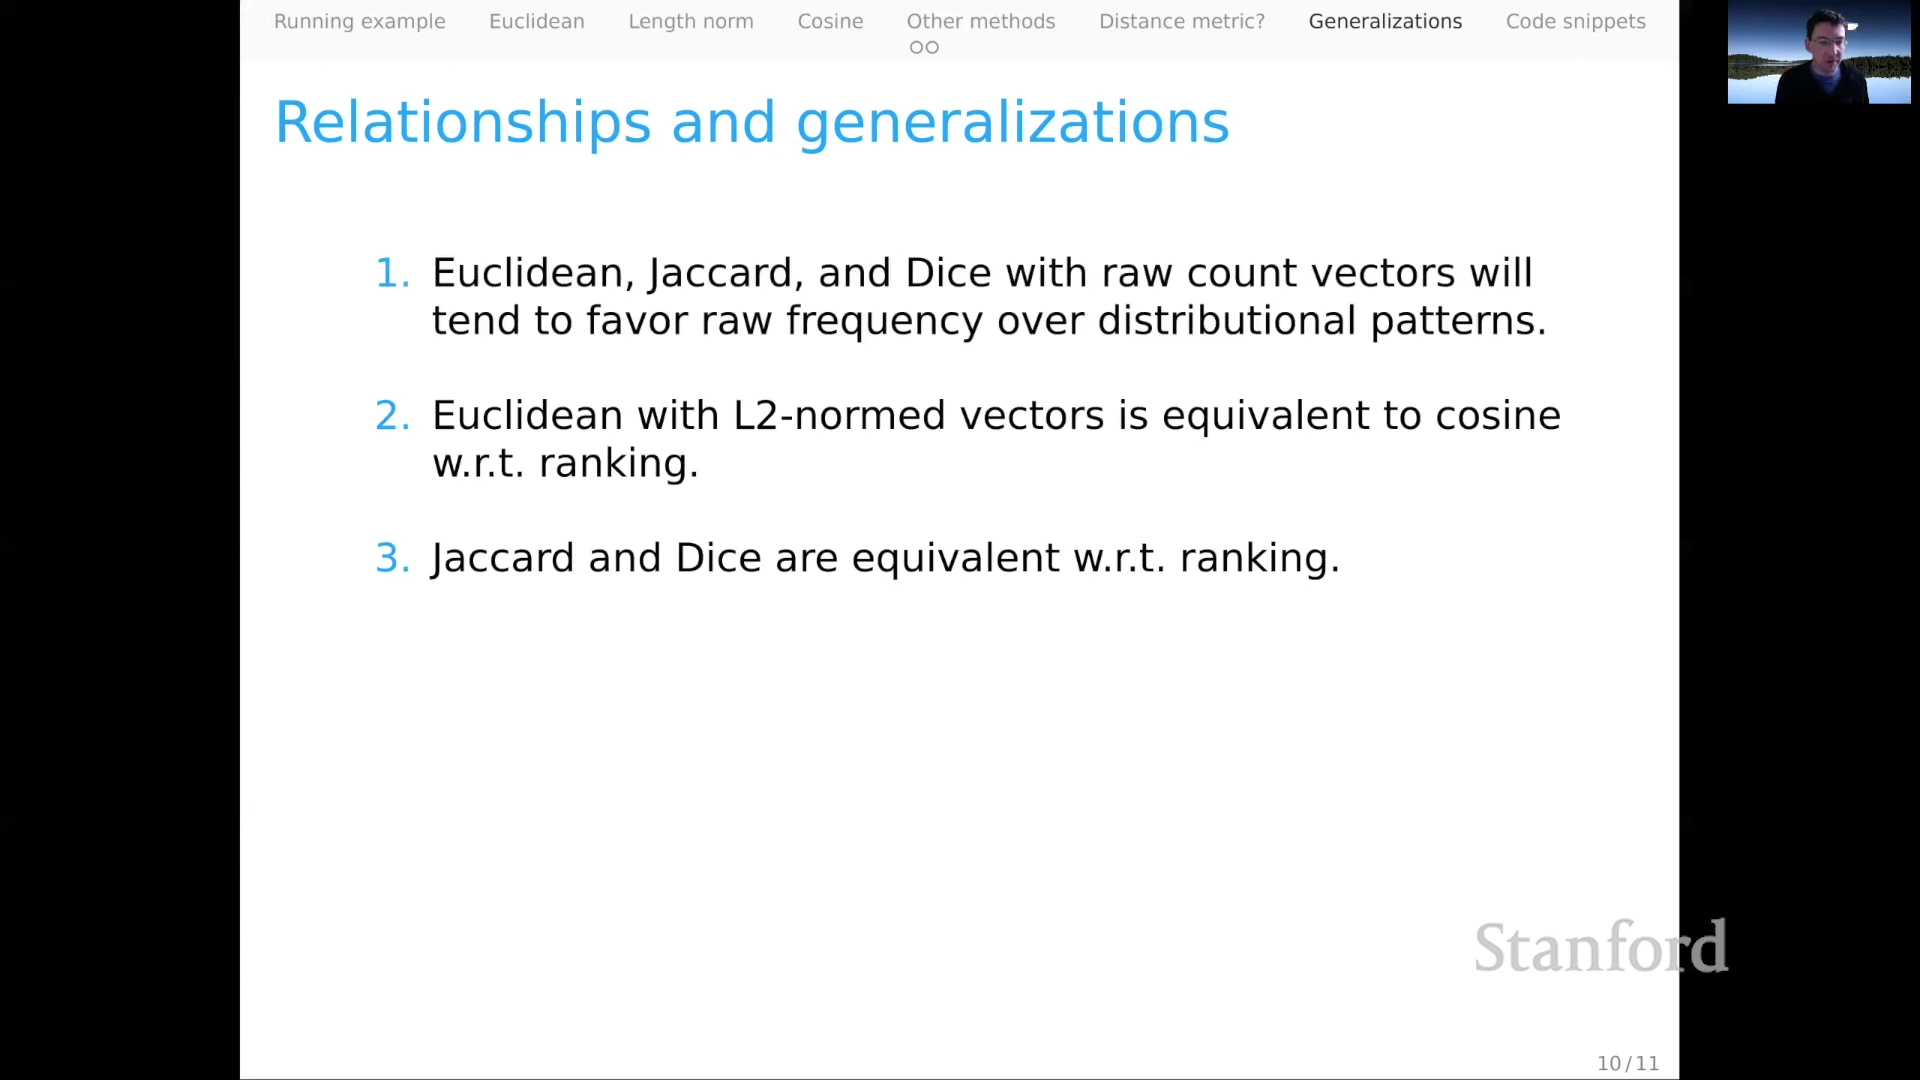 Running example Euclidean Length norm Cosine Other methods Distance metric? Generalizations Code snippets
Relationships and generalizations
1. Euclidean, Jaccard, and Dice with raw count vectors will
tend to favor raw frequency over distributional patterns.
2. Euclidean with L2-normed vectors is equivalent to cosine
w.r.t. ranking.
3. Jaccard and Dice are equivalent w.r.t. ranking.
Stanford
10 / 11